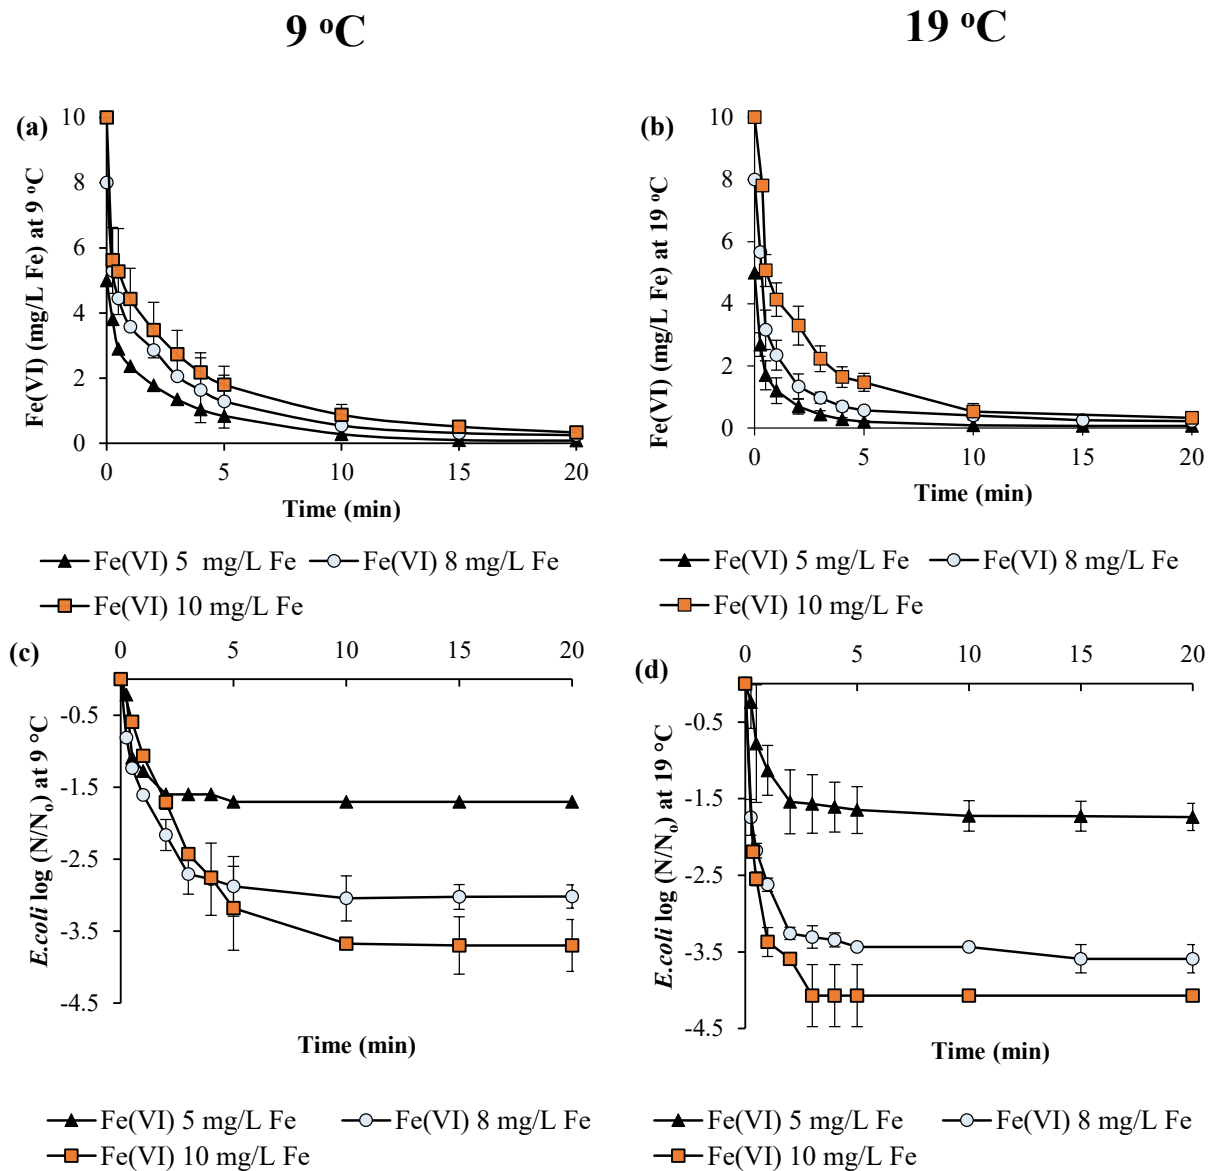 9 ºC
19 ºC
(a)
Fe(VI) (mg/L Fe) at 9 ºC
10
8
6
4
2
0
0 5 10 15 20
Time (min)
Fe(VI) 5 mg/L Fe Fe(VI) 8 mg/L Fe
Fe(VI) 10 mg/L Fe
(b)
Fe(VI) (mg/L Fe) at 19 ºC
10
8
6
4
2
0
0 5 10 15 20
Time (min)
Fe(VI) 5 mg/L Fe Fe(VI) 8 mg/L Fe
Fe(VI) 10 mg/L Fe
(c)
E.coli log (N/Nₒ) at 9 °C
0 5 10 15 20
-0.5
-1.5
-2.5
-3.5
-4.5
Time (min)
Fe(VI) 5 mg/L Fe Fe(VI) 8 mg/L Fe
Fe(VI) 10 mg/L Fe
(d)
E.coli log (N/Nₒ) at 19 °C
0 5 10 15 20
-0.5
-1.5
-2.5
-3.5
-4.5
Time (min)
Fe(VI) 5 mg/L Fe Fe(VI) 8 mg/L Fe
Fe(VI) 10 mg/L Fe